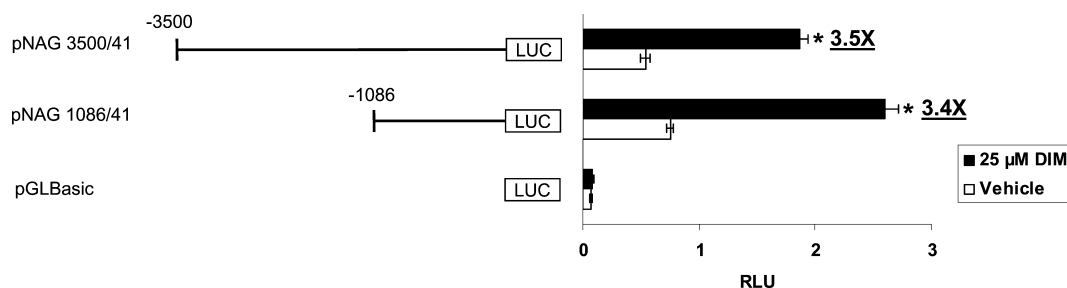 -3500
pNAG 3500/41
LUC
* 3.5X
-1086
pNAG 1086/41
LUC
* 3.4X
25 µM DIM
Vehicle
pGLBasic
LUC
0 1 2 3
RLU